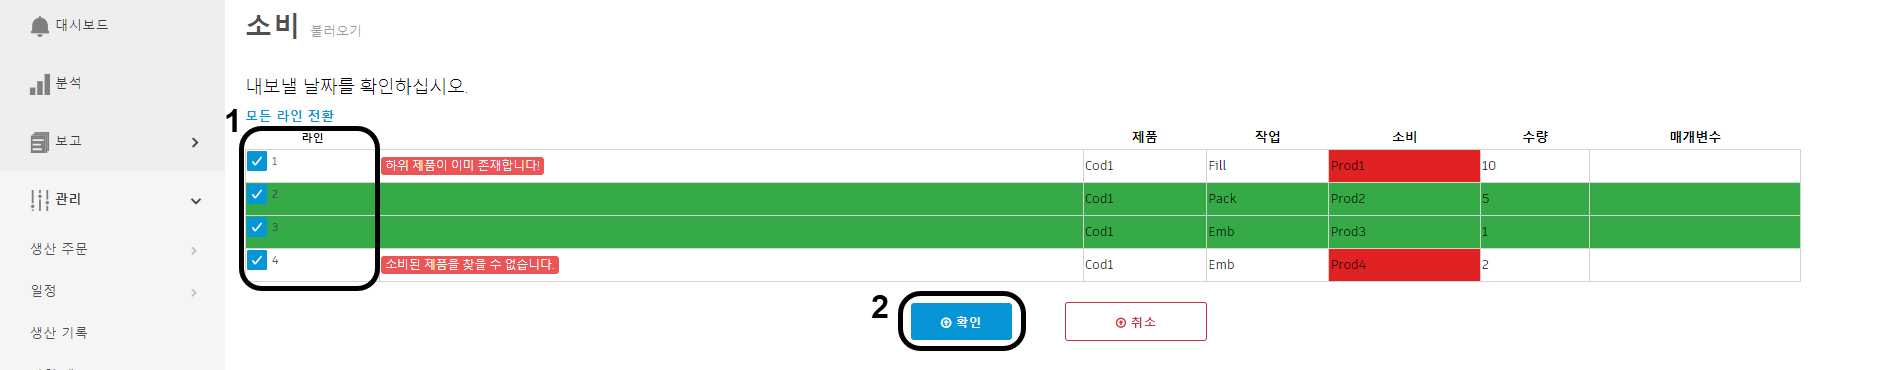 대시보드
분석
보고
관리
생산 주문
일정
생산 기록
소비 불러오기
내보낼 날짜를 확인하십시오.
모든 라인 전환
1
라인 제품 작업 소비 수량 매개변수
1 하위 제품이 이미 존재합니다! Cod1 Fill Prod1 10
2 Cod1 Pack Prod2 5
3 Cod1 Emb Prod3 1
4 소비된 제품을 찾을 수 없습니다. Cod1 Emb Prod4 2
2
확인 취소